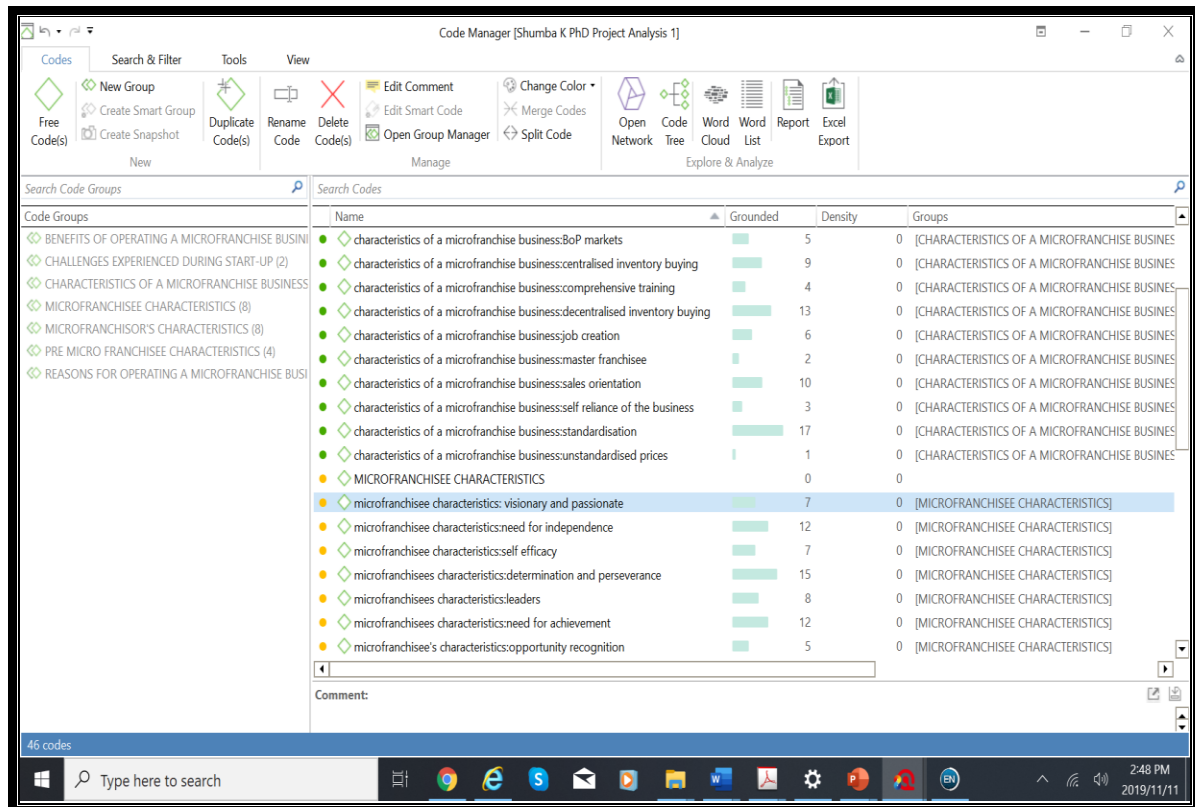 Code Manager [Shumba K PhD Project Analysis 1]
Codes Search & Filter Tools View
Free Code(s)
New Group
Create Smart Group
Create Snapshot
Duplicate Code(s)
New
Rename Code
Delete Code(s)
Edit Comment
Edit Smart Code
Open Group Manager
Change Color
Merge Codes
Split Code
Manage
Open Network
Code Tree
Word Cloud
Word List
Report
Excel Export
Explore & Analyze
Search Code Groups
Code Groups
BENEFITS OF OPERATING A MICROFRANCHISE BUSINI
CHALLENGES EXPERIENCED DURING START-UP (2)
CHARACTERISTICS OF A MICROFRANCHISE BUSINESS
MICROFRANCHISEE CHARACTERISTICS (8)
MICROFRANCHISOR'S CHARACTERISTICS (8)
PRE MICRO FRANCHISEE CHARACTERISTICS (4)
REASONS FOR OPERATING A MICROFRANCHISE BUSI
Search Codes
Name Grounded Density Groups
characteristics of a microfranchise business:BoP markets 5 0 [CHARACTERISTICS OF A MICROFRANCHISE BUSINES
characteristics of a microfranchise business:centralised inventory buying 9 0 [CHARACTERISTICS OF A MICROFRANCHISE BUSINES
characteristics of a microfranchise business:comprehensive training 4 0 [CHARACTERISTICS OF A MICROFRANCHISE BUSINES
characteristics of a microfranchise business:decentralised inventory buying 13 0 [CHARACTERISTICS OF A MICROFRANCHISE BUSINES
characteristics of a microfranchise business:job creation 6 0 [CHARACTERISTICS OF A MICROFRANCHISE BUSINES
characteristics of a microfranchise business:master franchisee 2 0 [CHARACTERISTICS OF A MICROFRANCHISE BUSINES
characteristics of a microfranchise business:sales orientation 10 0 [CHARACTERISTICS OF A MICROFRANCHISE BUSINES
characteristics of a microfranchise business:self reliance of the business 3 0 [CHARACTERISTICS OF A MICROFRANCHISE BUSINES
characteristics of a microfranchise business:standardisation 17 0 [CHARACTERISTICS OF A MICROFRANCHISE BUSINES
characteristics of a microfranchise business:unstandardised prices 1 0 [CHARACTERISTICS OF A MICROFRANCHISE BUSINES
MICROFRANCHISEE CHARACTERISTICS 0 0
microfranchisee characteristics: visionary and passionate 7 0 [MICROFRANCHISEE CHARACTERISTICS]
microfranchisee characteristics:need for independence 12 0 [MICROFRANCHISEE CHARACTERISTICS]
microfranchisee characteristics:self efficacy 7 0 [MICROFRANCHISEE CHARACTERISTICS]
microfranchisees characteristics:determination and perseverance 15 0 [MICROFRANCHISEE CHARACTERISTICS]
microfranchisees characteristics:leaders 8 0 [MICROFRANCHISEE CHARACTERISTICS]
microfranchisees characteristics:need for achievement 12 0 [MICROFRANCHISEE CHARACTERISTICS]
microfranchisee's characteristics:opportunity recognition 5 0 [MICROFRANCHISEE CHARACTERISTICS]
Comment:
46 codes
Type here to search
EN
2:48 PM
2019/11/11